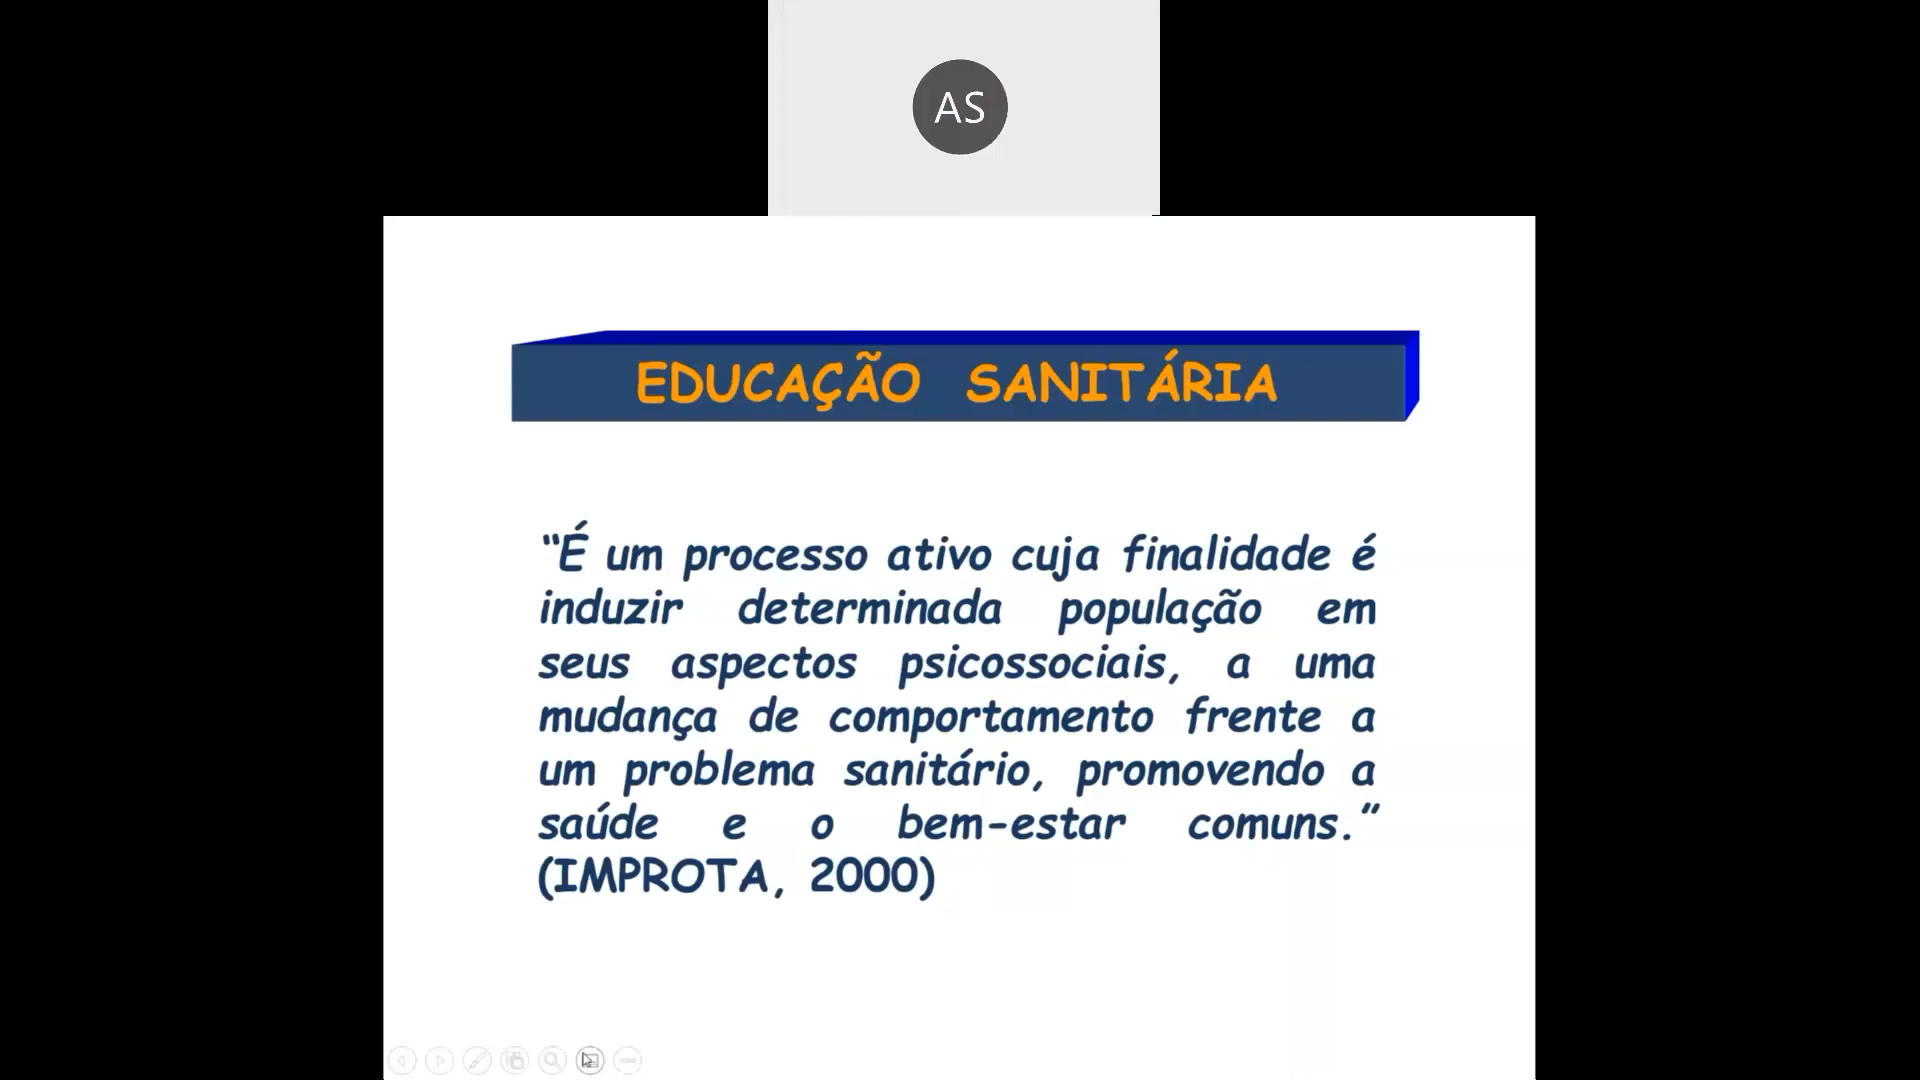 AS
EDUCAÇÃO SANITÁRIA
“É um processo ativo cuja finalidade é
induzir determinada população em
seus aspectos psicossociais, a uma
mudança de comportamento frente a
um problema sanitário, promovendo a
saúde e o bem-estar comuns.”
(IMPROTA, 2000)